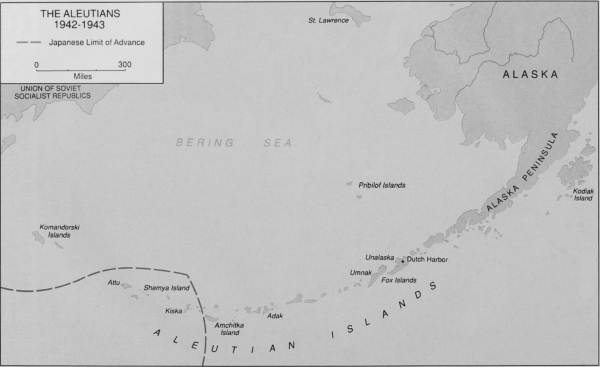 THE ALEUTIANS
1942-1943
Japanese Limit of Advance
0 300
Miles
UNION OF SOVIET
SOCIALIST REPUBLICS
St. Lawrence
ALASKA
BERING SEA
ALASKA PENINSULA
Pribilof Islands
Kodiak
Island
Komandorski
Islands
Unalaska
Dutch Harbor
Umnak
Fox Islands
Attu
Shemya Island
Kiska
Amchitka
Island
Adak
ALEUTIAN ISLANDS